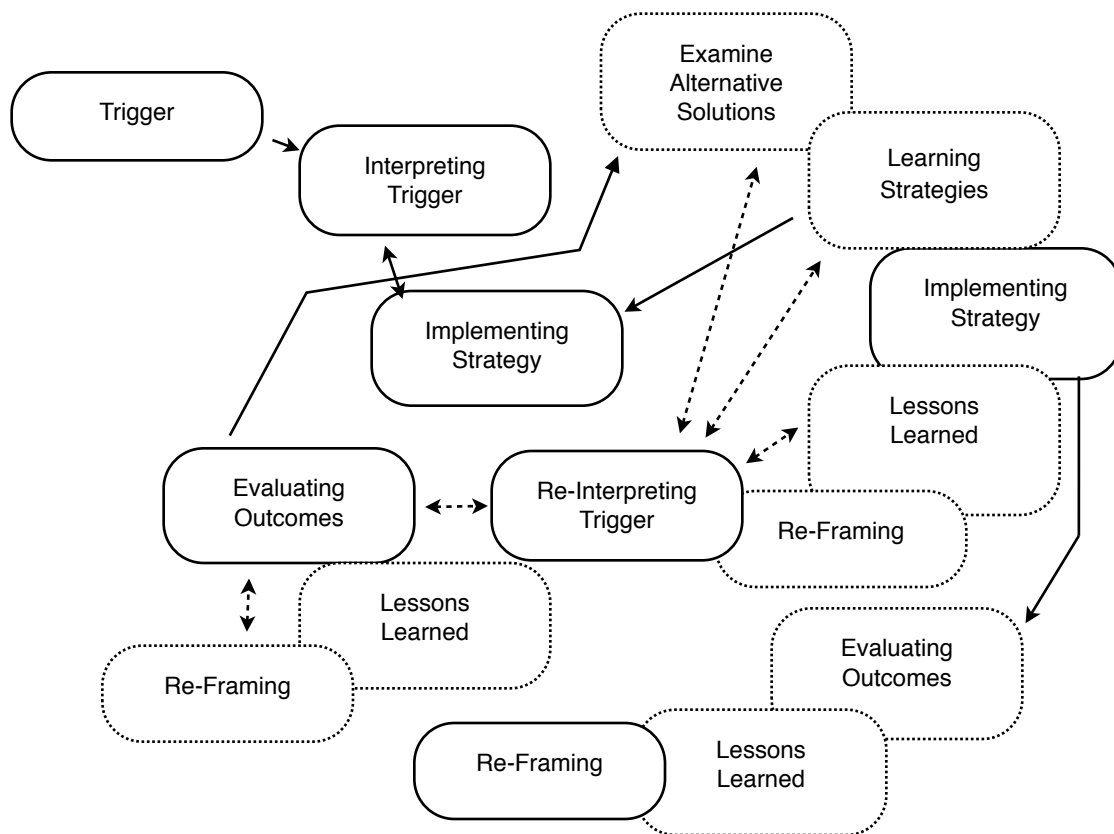 Examine
Alternative
Solutions
Trigger
Interpreting
Trigger
Learning
Strategies
Implementing
Strategy
Implementing
Strategy
Lessons
Learned
Evaluating
Outcomes
Re-Interpreting
Trigger
Re-Framing
Lessons
Learned
Re-Framing
Evaluating
Outcomes
Re-Framing
Lessons
Learned